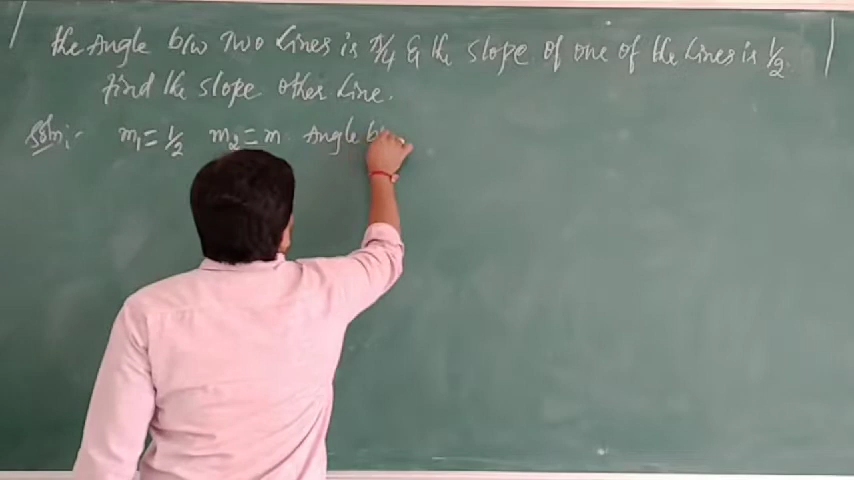 the Angle b/w Two Lines is π/4 & the slope of one of the Lines is 1/2.
find the slope other Line.
Soln:- m₁ = 1/2 m₂ = m. Angle b